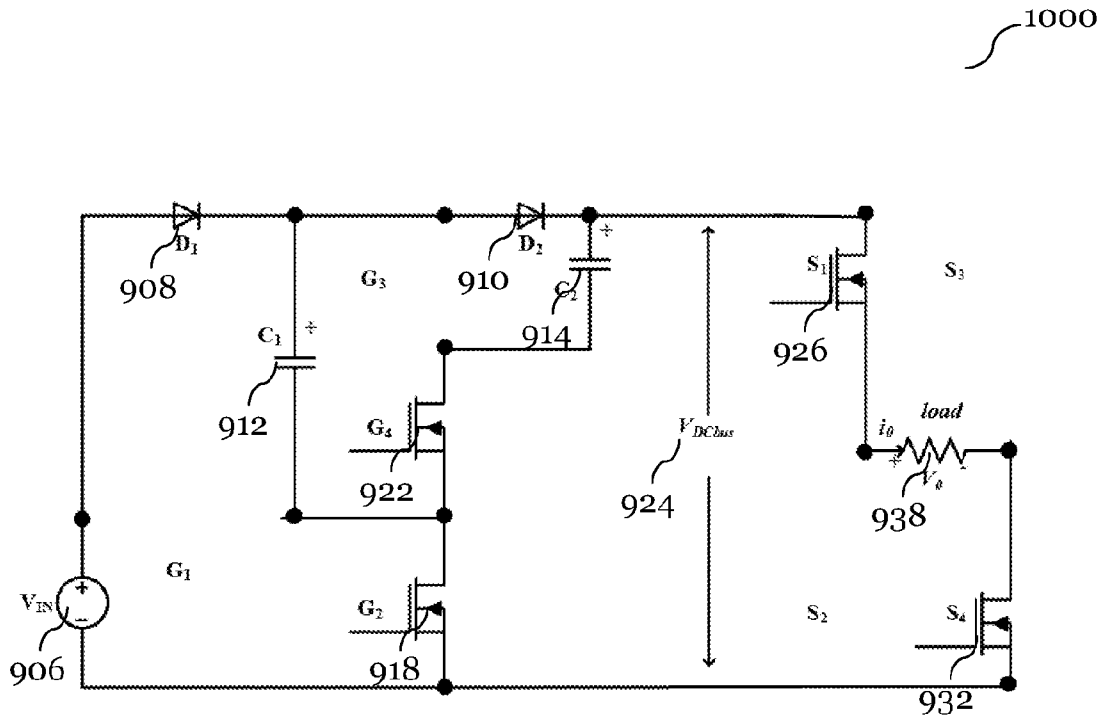 1000
D₁
908
D₂
910
C₂
914
G₃
C₁
912
G₄
922
S₁
926
S₃
V_DCbus
924
i₀
load
V₀
938
G₁
V_IN
906
G₂
918
S₂
S₄
932